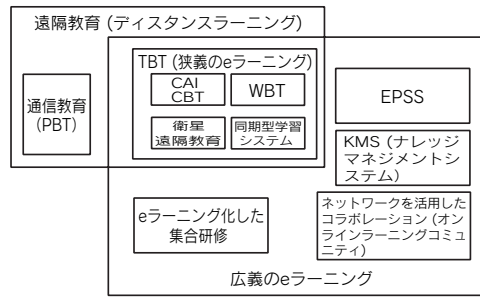 遠隔教育（ディスタンスラーニング）
TBT（狭義のeラーニング）
CAI
CBT
WBT
衛星
遠隔教育
同期型学習
システム
通信教育
（PBT）
EPSS
KMS（ナレッジ
マネジメントシ
ステム）
eラーニング化した
集合研修
ネットワークを活用した
コラボレーション（オン
ラインラーニングコミュ
ニティ）
広義のeラーニング